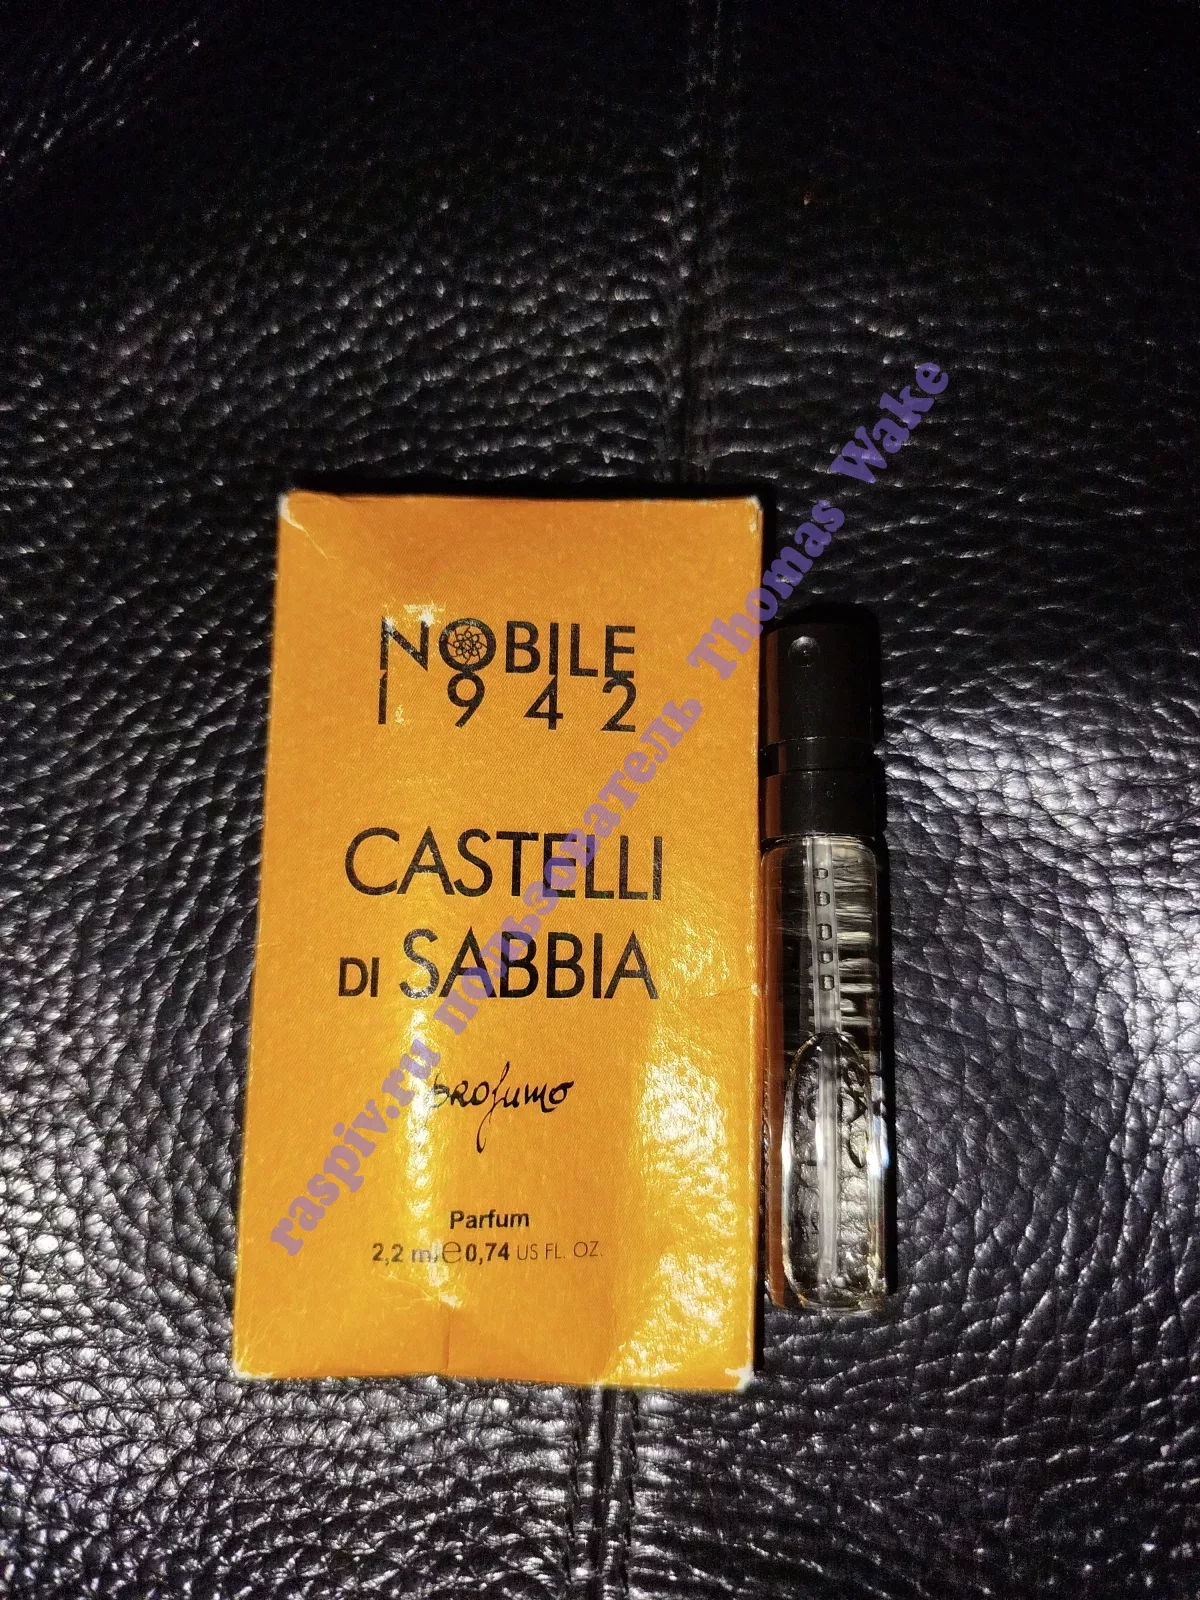 NOBILE
1942
CASTELLI
DI SABBIA
profumo
Parfum
2,2 ml e 0,74 US FL. OZ.
raspiv.ru пользователь Thomas Wake